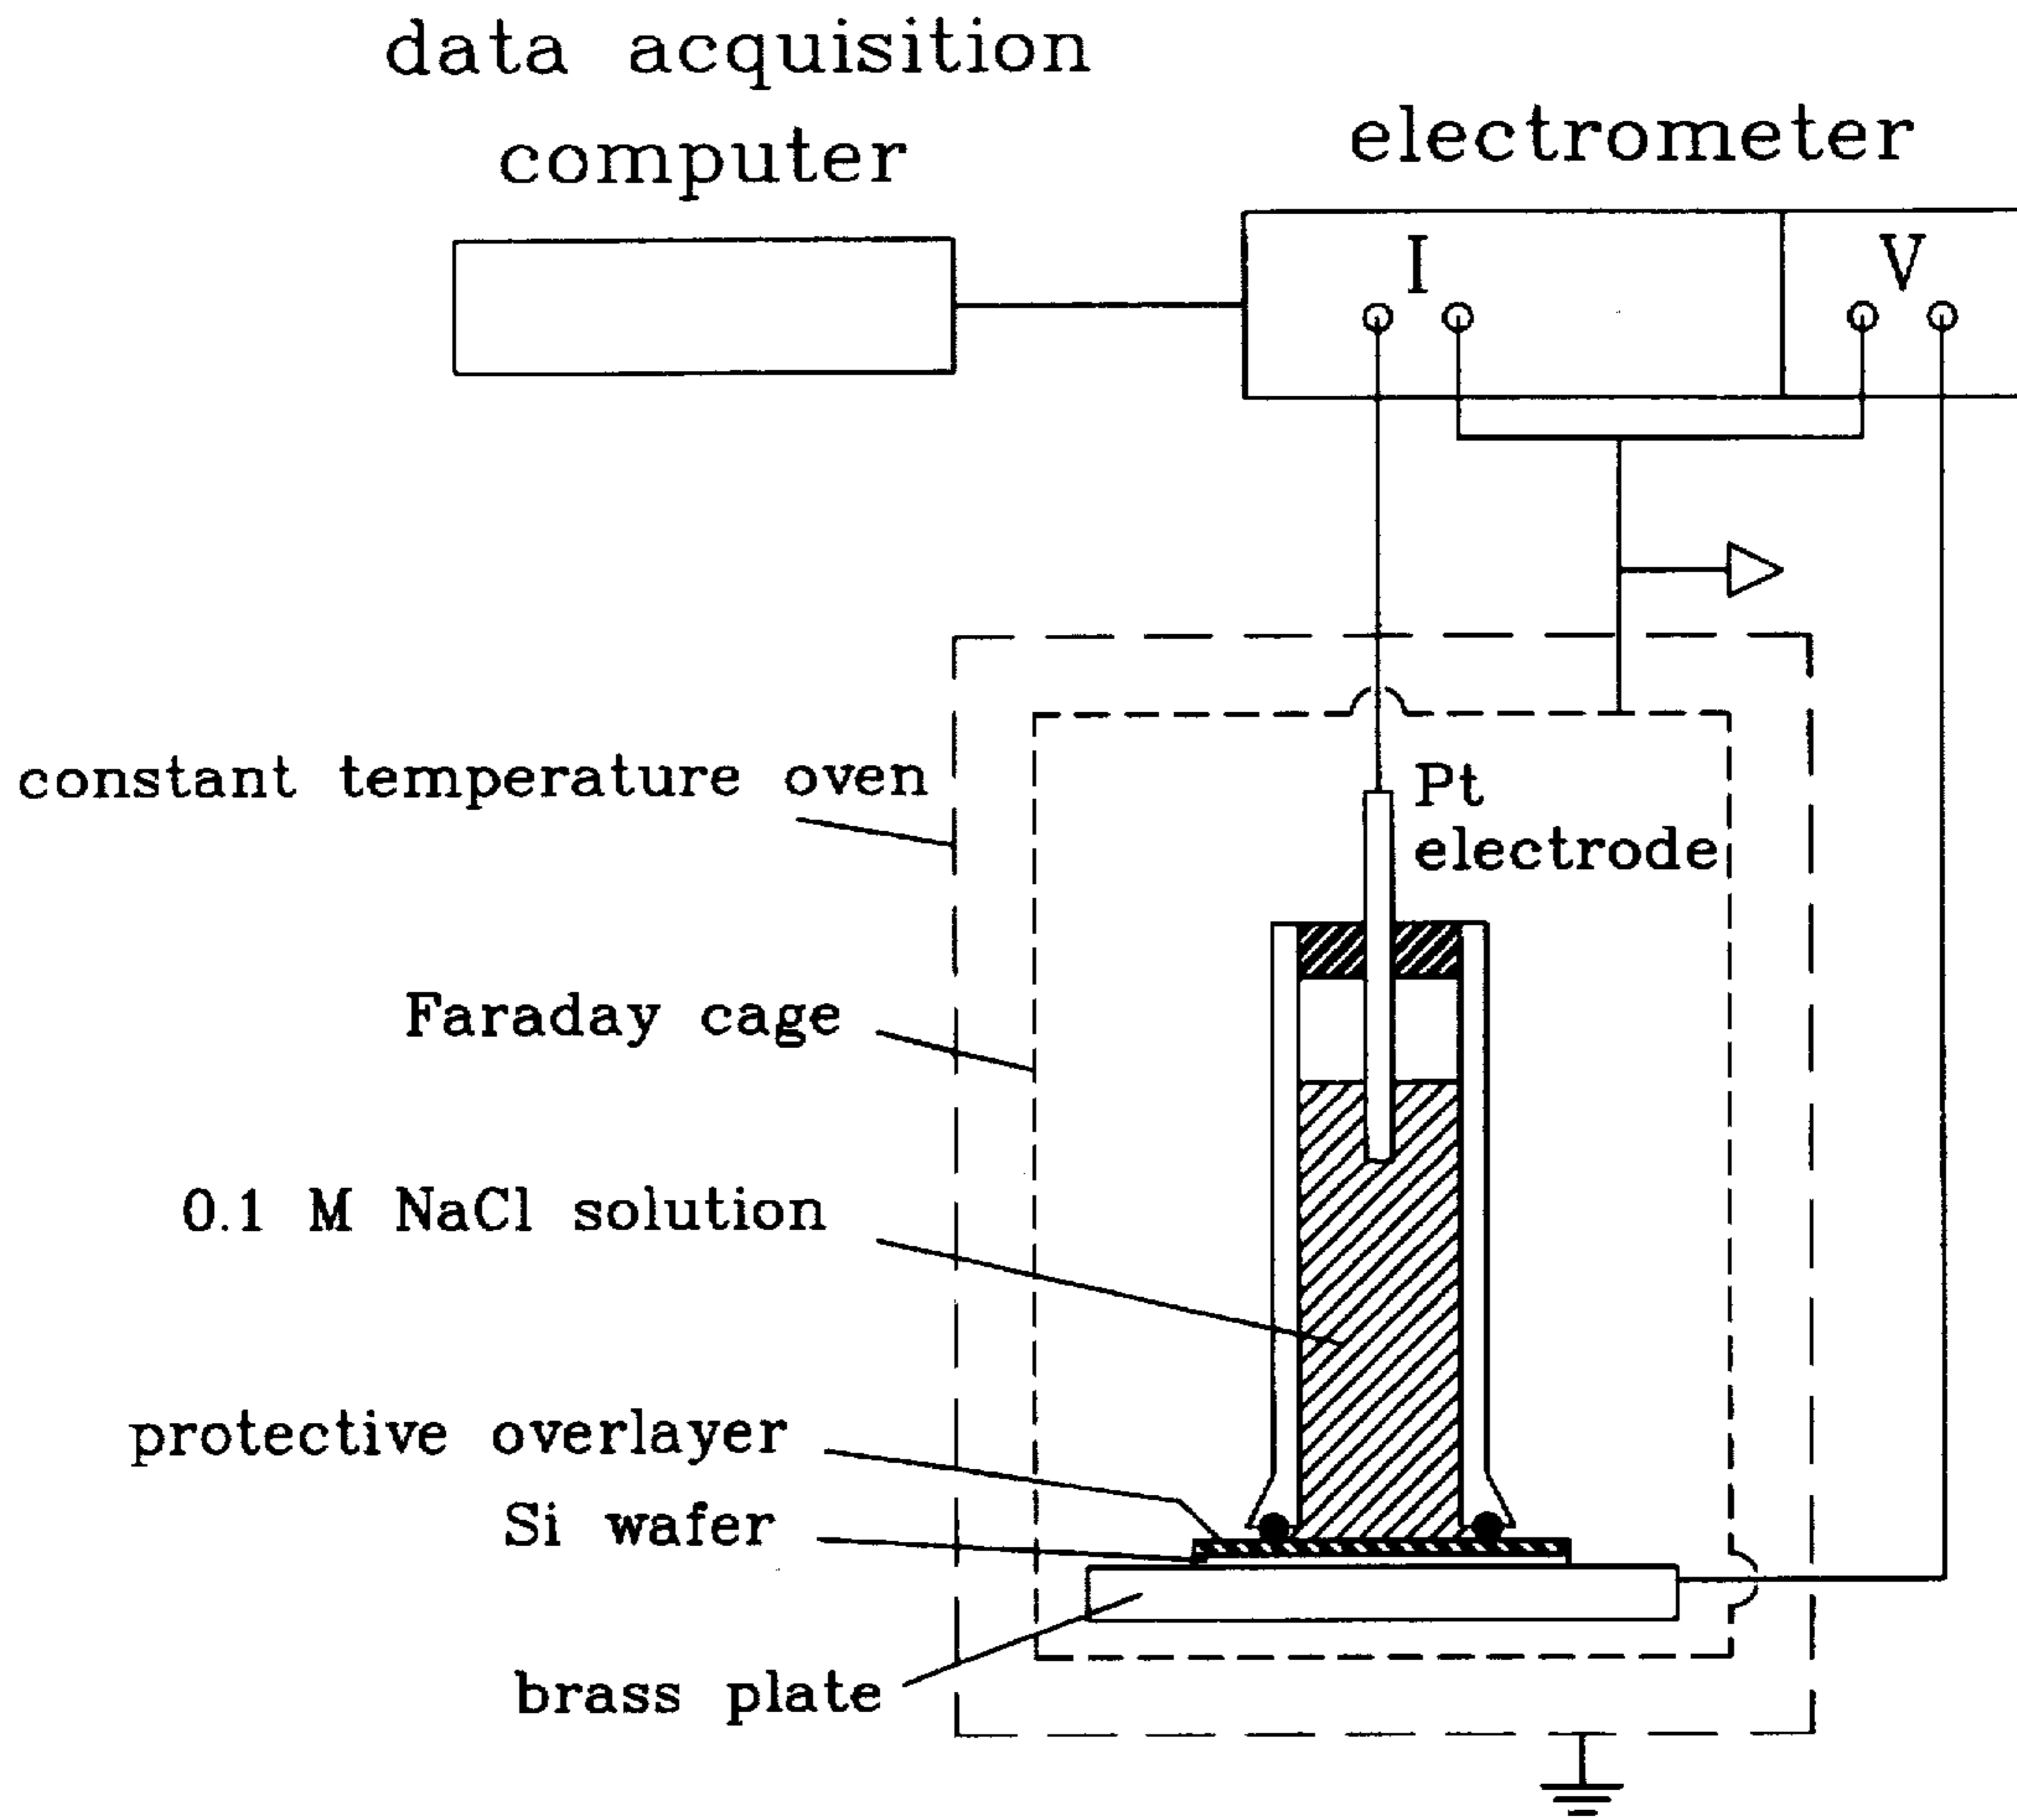 data acquisition
computer
electrometer
I
V
constant temperature oven
Pt
electrode
Faraday cage
0.1 M NaCl solution
protective overlayer
Si wafer
brass plate